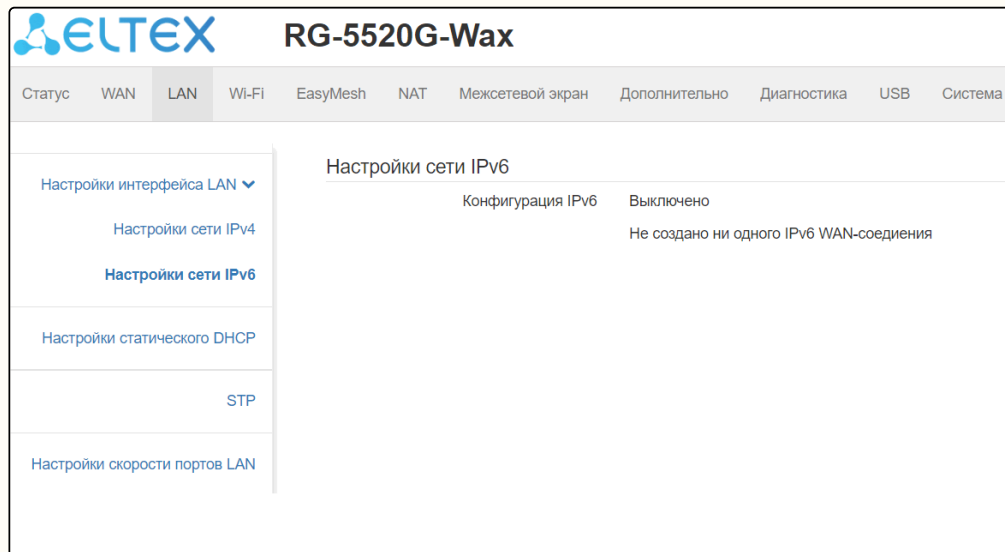 ELTEX RG-5520G-Wax
Статус WAN LAN Wi-Fi EasyMesh NAT Межсетевой экран Дополнительно Диагностика USB Система
Настройки сети IPv6
Настройки интерфейса LAN
Конфигурация IPv6 Выключено
Настройки сети IPv4
Не создано ни одного IPv6 WAN-соедиения
Настройки сети IPv6
Настройки статического DHCP
STP
Настройки скорости портов LAN